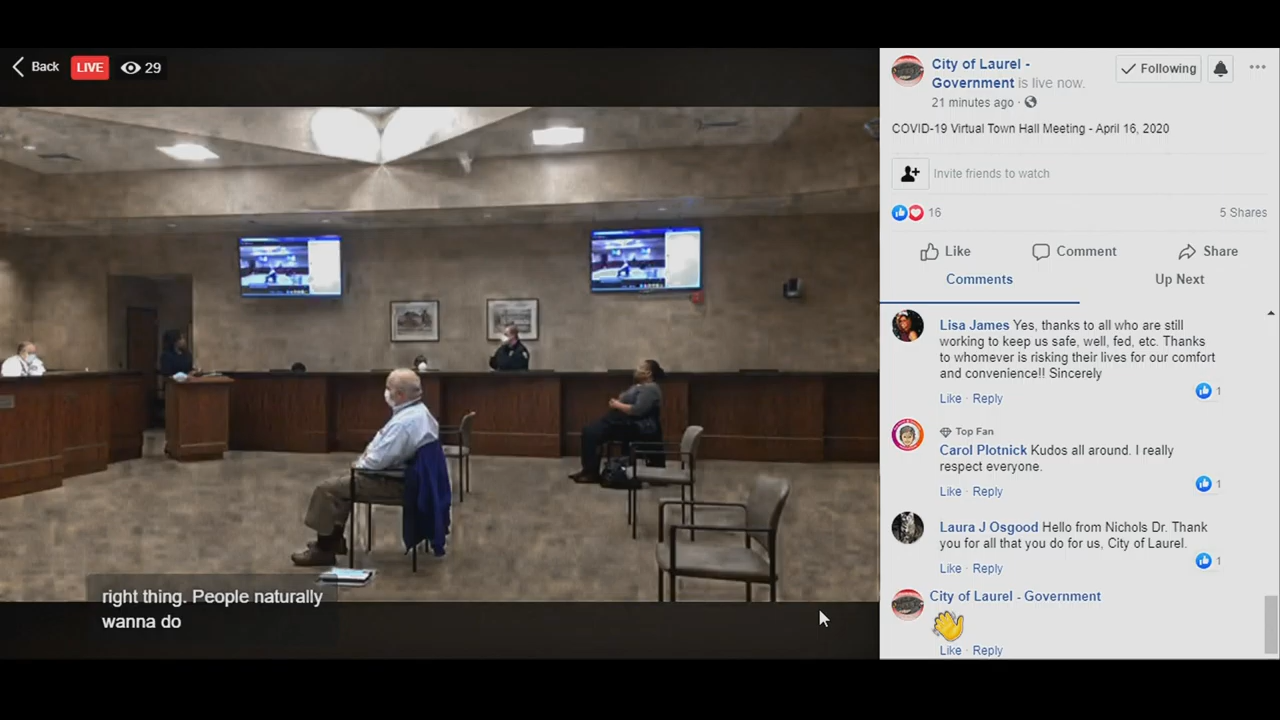 Back LIVE 29
City of Laurel -
Government is live now.
21 minutes ago ·
Following
COVID-19 Virtual Town Hall Meeting - April 16, 2020
Invite friends to watch
16
5 Shares
Like Comment Share
Comments Up Next
Lisa James Yes, thanks to all who are still
working to keep us safe, well, fed, etc. Thanks
to whomever is risking their lives for our comfort
and convenience!! Sincerely
1
Like · Reply
Top Fan
Carol Plotnick Kudos all around. I really
respect everyone.
1
Like · Reply
Laura J Osgood Hello from Nichols Dr. Thank
you for all that you do for us, City of Laurel.
1
Like · Reply
City of Laurel - Government
Like · Reply
right thing. People naturally
wanna do